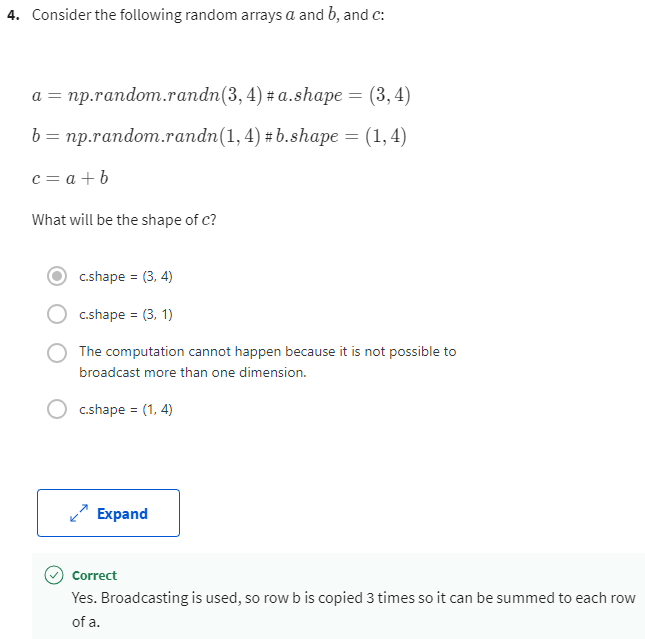 4. Consider the following random arrays a and b, and c:
a = np.random.randn(3, 4) # a.shape = (3, 4)
b = np.random.randn(1, 4) # b.shape = (1, 4)
c = a + b
What will be the shape of c?
c.shape = (3, 4)
c.shape = (3, 1)
The computation cannot happen because it is not possible to
broadcast more than one dimension.
c.shape = (1, 4)
Expand
Correct
Yes. Broadcasting is used, so row b is copied 3 times so it can be summed to each row
of a.